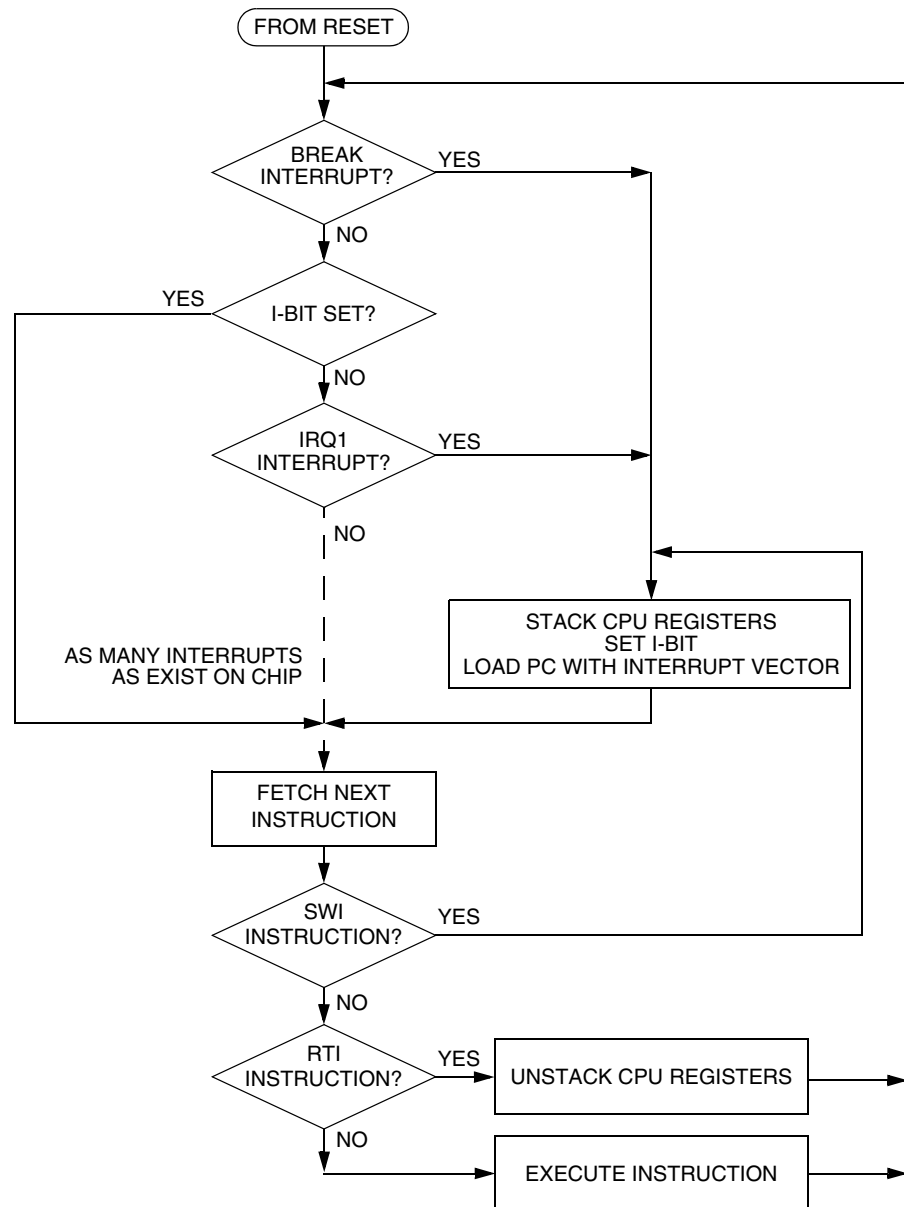 FROM RESET
BREAK
INTERRUPT?
YES
NO
YES
I-BIT SET?
NO
IRQ1
INTERRUPT?
YES
NO
STACK CPU REGISTERS
SET I-BIT
LOAD PC WITH INTERRUPT VECTOR
AS MANY INTERRUPTS
AS EXIST ON CHIP
FETCH NEXT
INSTRUCTION
SWI
INSTRUCTION?
YES
NO
RTI
INSTRUCTION?
YES
UNSTACK CPU REGISTERS
NO
EXECUTE INSTRUCTION